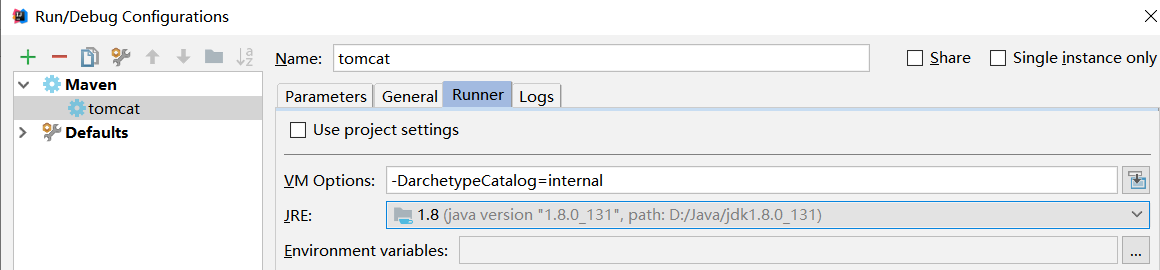 Run/Debug Configurations
Name: tomcat
Share
Single instance only
Maven
tomcat
Defaults
Parameters General Runner Logs
Use project settings
VM Options: -DarchetypeCatalog=internal
JRE: 1.8 (java version "1.8.0_131", path: D:/Java/jdk1.8.0_131)
Environment variables: ...